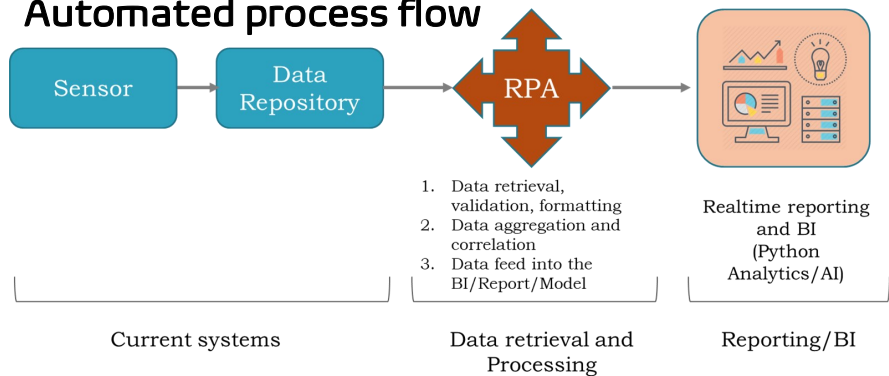 Automated process flow
Sensor
Data
Repository
RPA
1. Data retrieval,
validation, formatting
2. Data aggregation and
correlation
3. Data feed into the
BI/Report/Model
Realtime reporting
and BI
(Python
Analytics/AI)
Current systems
Data retrieval and
Processing
Reporting/BI